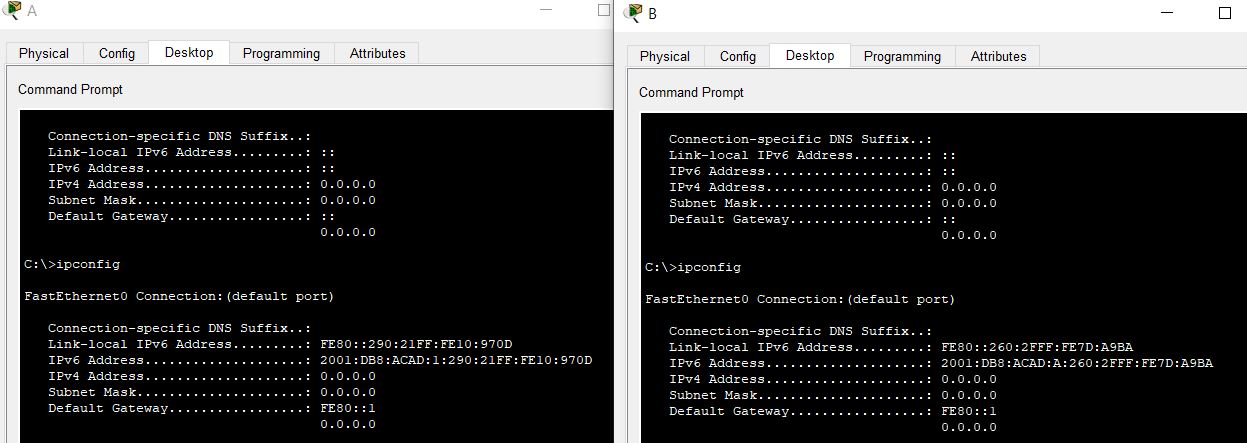 A
Physical Config Desktop Programming Attributes
Command Prompt
Connection-specific DNS Suffix..:
Link-local IPv6 Address.........: ::
IPv6 Address....................: ::
IPv4 Address....................: 0.0.0.0
Subnet Mask.....................: 0.0.0.0
Default Gateway.................: ::
0.0.0.0
C:\>ipconfig
FastEthernet0 Connection:(default port)
Connection-specific DNS Suffix..:
Link-local IPv6 Address.........: FE80::290:21FF:FE10:970D
IPv6 Address....................: 2001:DB8:ACAD:1:290:21FF:FE10:970D
IPv4 Address....................: 0.0.0.0
Subnet Mask.....................: 0.0.0.0
Default Gateway.................: FE80::1
0.0.0.0
B
Physical Config Desktop Programming Attributes
Command Prompt
Connection-specific DNS Suffix..:
Link-local IPv6 Address.........: ::
IPv6 Address....................: ::
IPv4 Address....................: 0.0.0.0
Subnet Mask.....................: 0.0.0.0
Default Gateway.................: ::
0.0.0.0
C:\>ipconfig
FastEthernet0 Connection:(default port)
Connection-specific DNS Suffix..:
Link-local IPv6 Address.........: FE80::260:2FFF:FE7D:A9BA
IPv6 Address....................: 2001:DB8:ACAD:A:260:2FFF:FE7D:A9BA
IPv4 Address....................: 0.0.0.0
Subnet Mask.....................: 0.0.0.0
Default Gateway.................: FE80::1
0.0.0.0